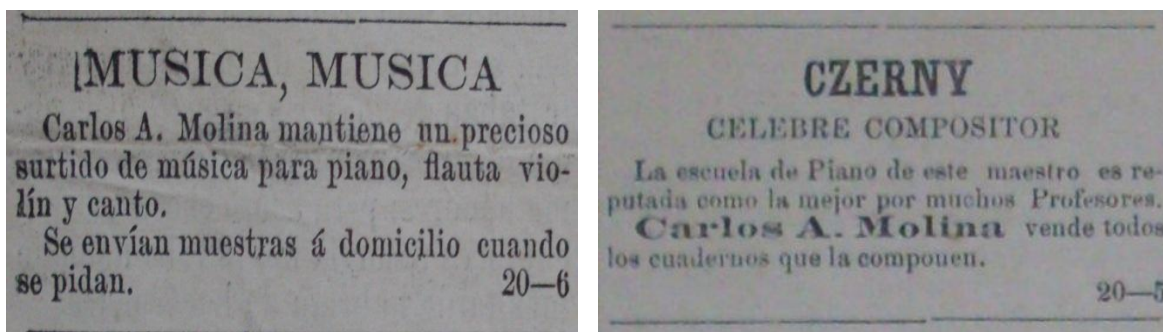 MUSICA, MUSICA
Carlos A. Molina mantiene un precioso
surtido de música para piano, flauta vio-
lín y canto.
Se envían muestras á domicilio cuando
se pidan. 20—6
CZERNY
CELEBRE COMPOSITOR
La escuela de Piano de este maestro es re-
putada como la mejor por muchos Profesores.
Carlos A. Molina vende todos
los cuadernos que la componen.
20—5